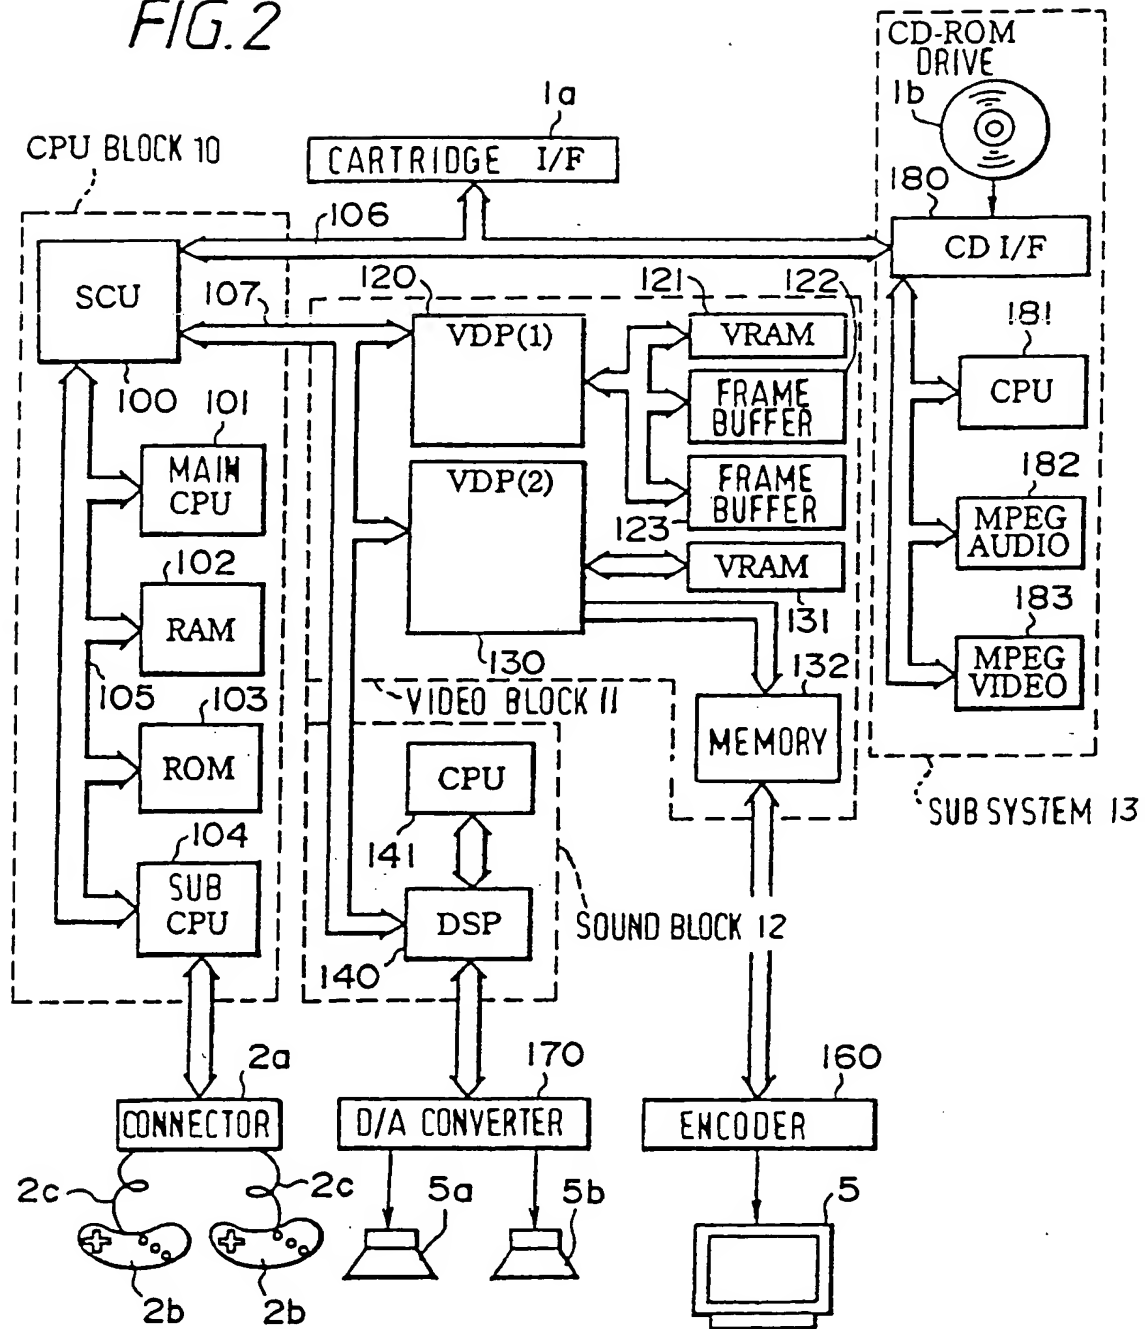 FIG.2
CD-ROM
DRIVE
1b
1a
CPU BLOCK 10
CARTRIDGE I/F
180
106
CD I/F
SCU
107
120
121
122
VDP(1)
VRAM
181
100
101
FRAME
BUFFER
CPU
MAIN
CPU
VDP(2)
FRAME
BUFFER
182
123
MPEG
AUDIO
102
VRAM
RAM
131
183
130
132
MPEG
VIDEO
105
103
VIDEO BLOCK 11
MEMORY
ROM
CPU
SUB SYSTEM 13
104
141
SUB
CPU
DSP
SOUND BLOCK 12
140
2a
170
160
CONNECTOR
D/A CONVERTER
ENCODER
2c
2c
5a
5b
5
2b
2b